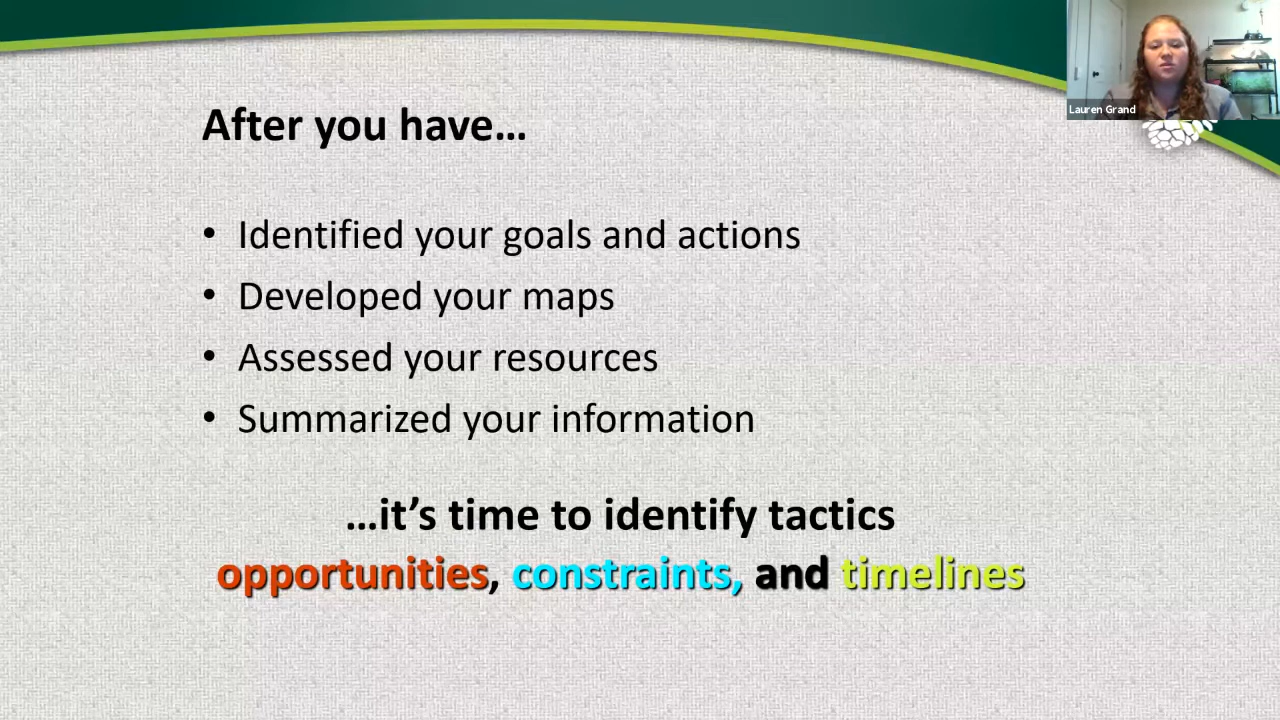 Lauren Grand
After you have…
• Identified your goals and actions
• Developed your maps
• Assessed your resources
• Summarized your information
…it’s time to identify tactics
opportunities, constraints, and timelines